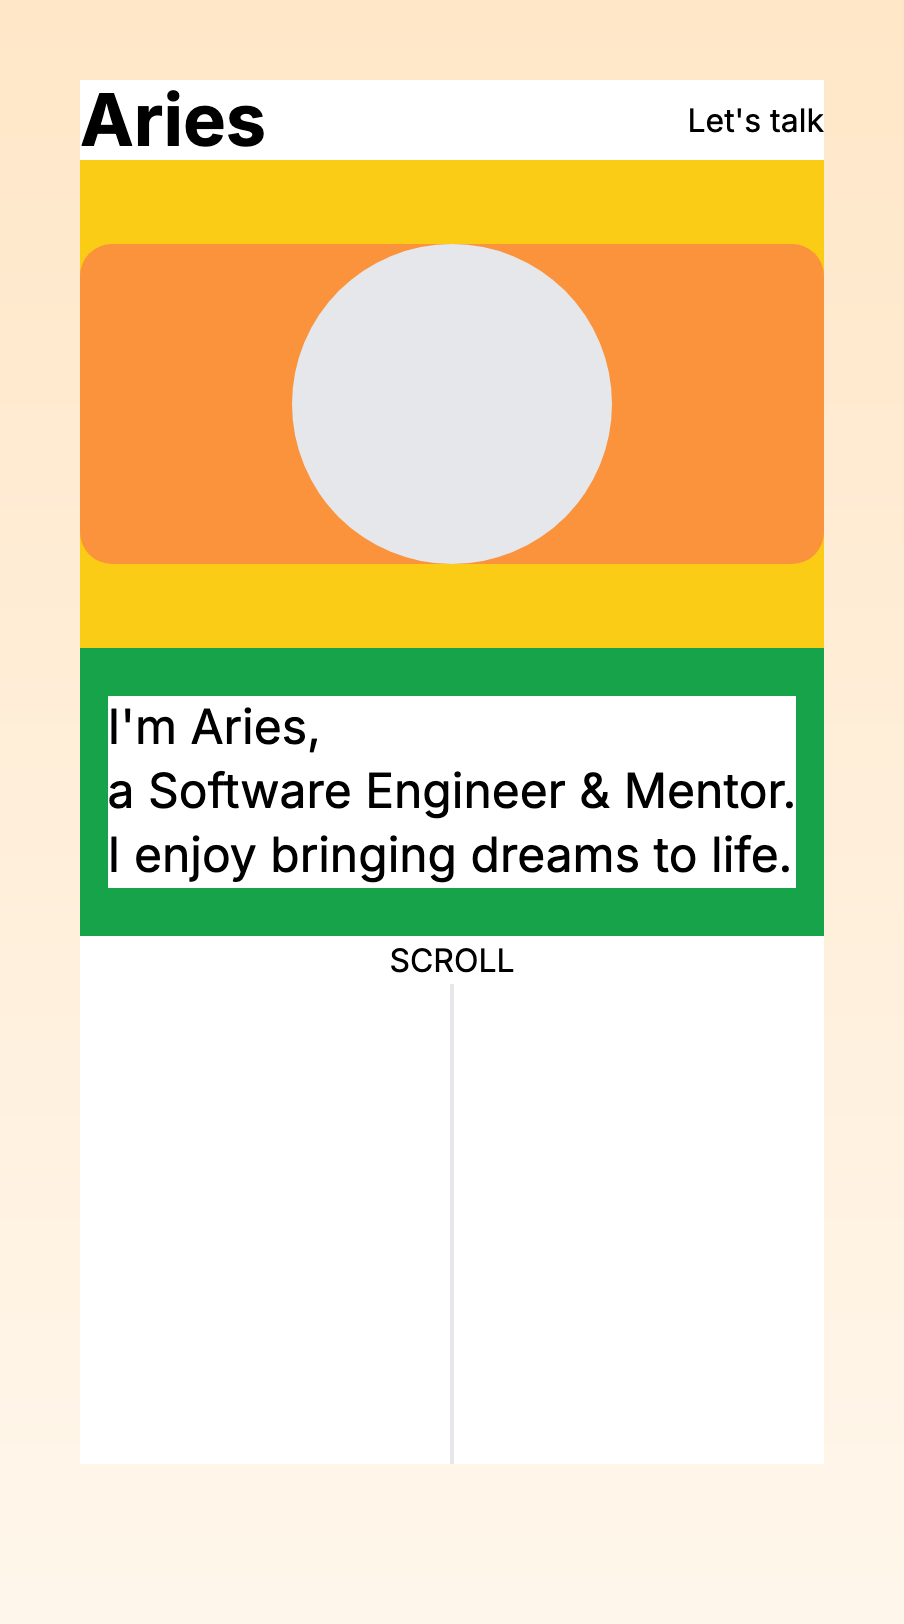 Aries
Let's talk
I'm Aries,
a Software Engineer & Mentor.
I enjoy bringing dreams to life.
SCROLL